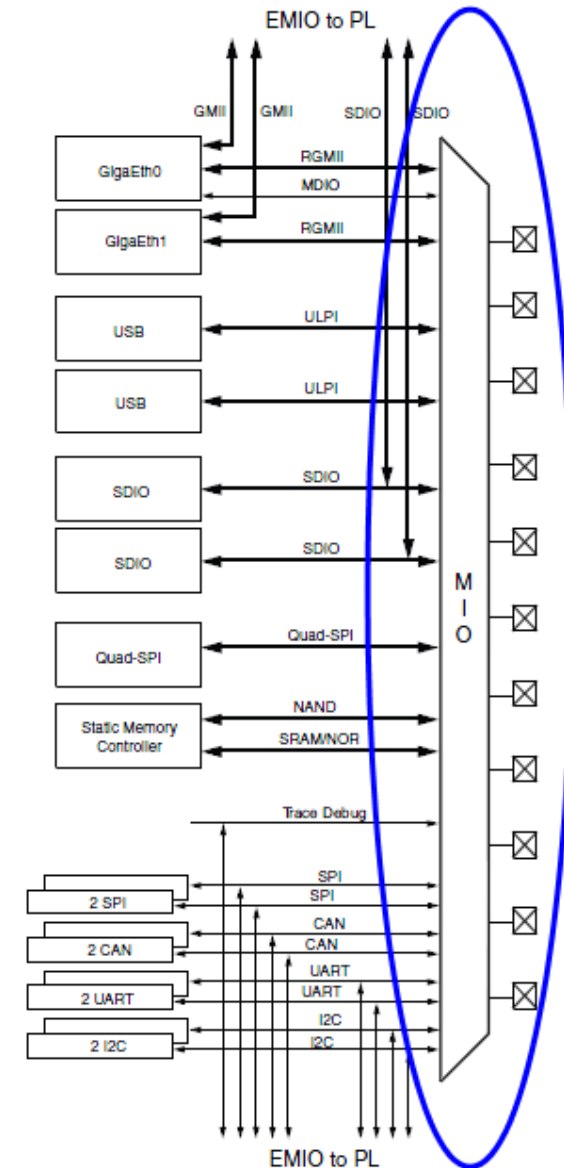 EMIO to PL
GMII GMII SDIO SDIO
GigaEth0
RGMII
MDIO
GigaEth1
RGMII
USB
ULPI
USB
ULPI
SDIO
SDIO
SDIO
SDIO
Quad-SPI
Quad-SPI
Static Memory
Controller
NAND
SRAM/NOR
Trace Debug
2 SPI
SPI
SPI
2 CAN
CAN
CAN
2 UART
UART
UART
2 I2C
I2C
I2C
M
I
O
EMIO to PL